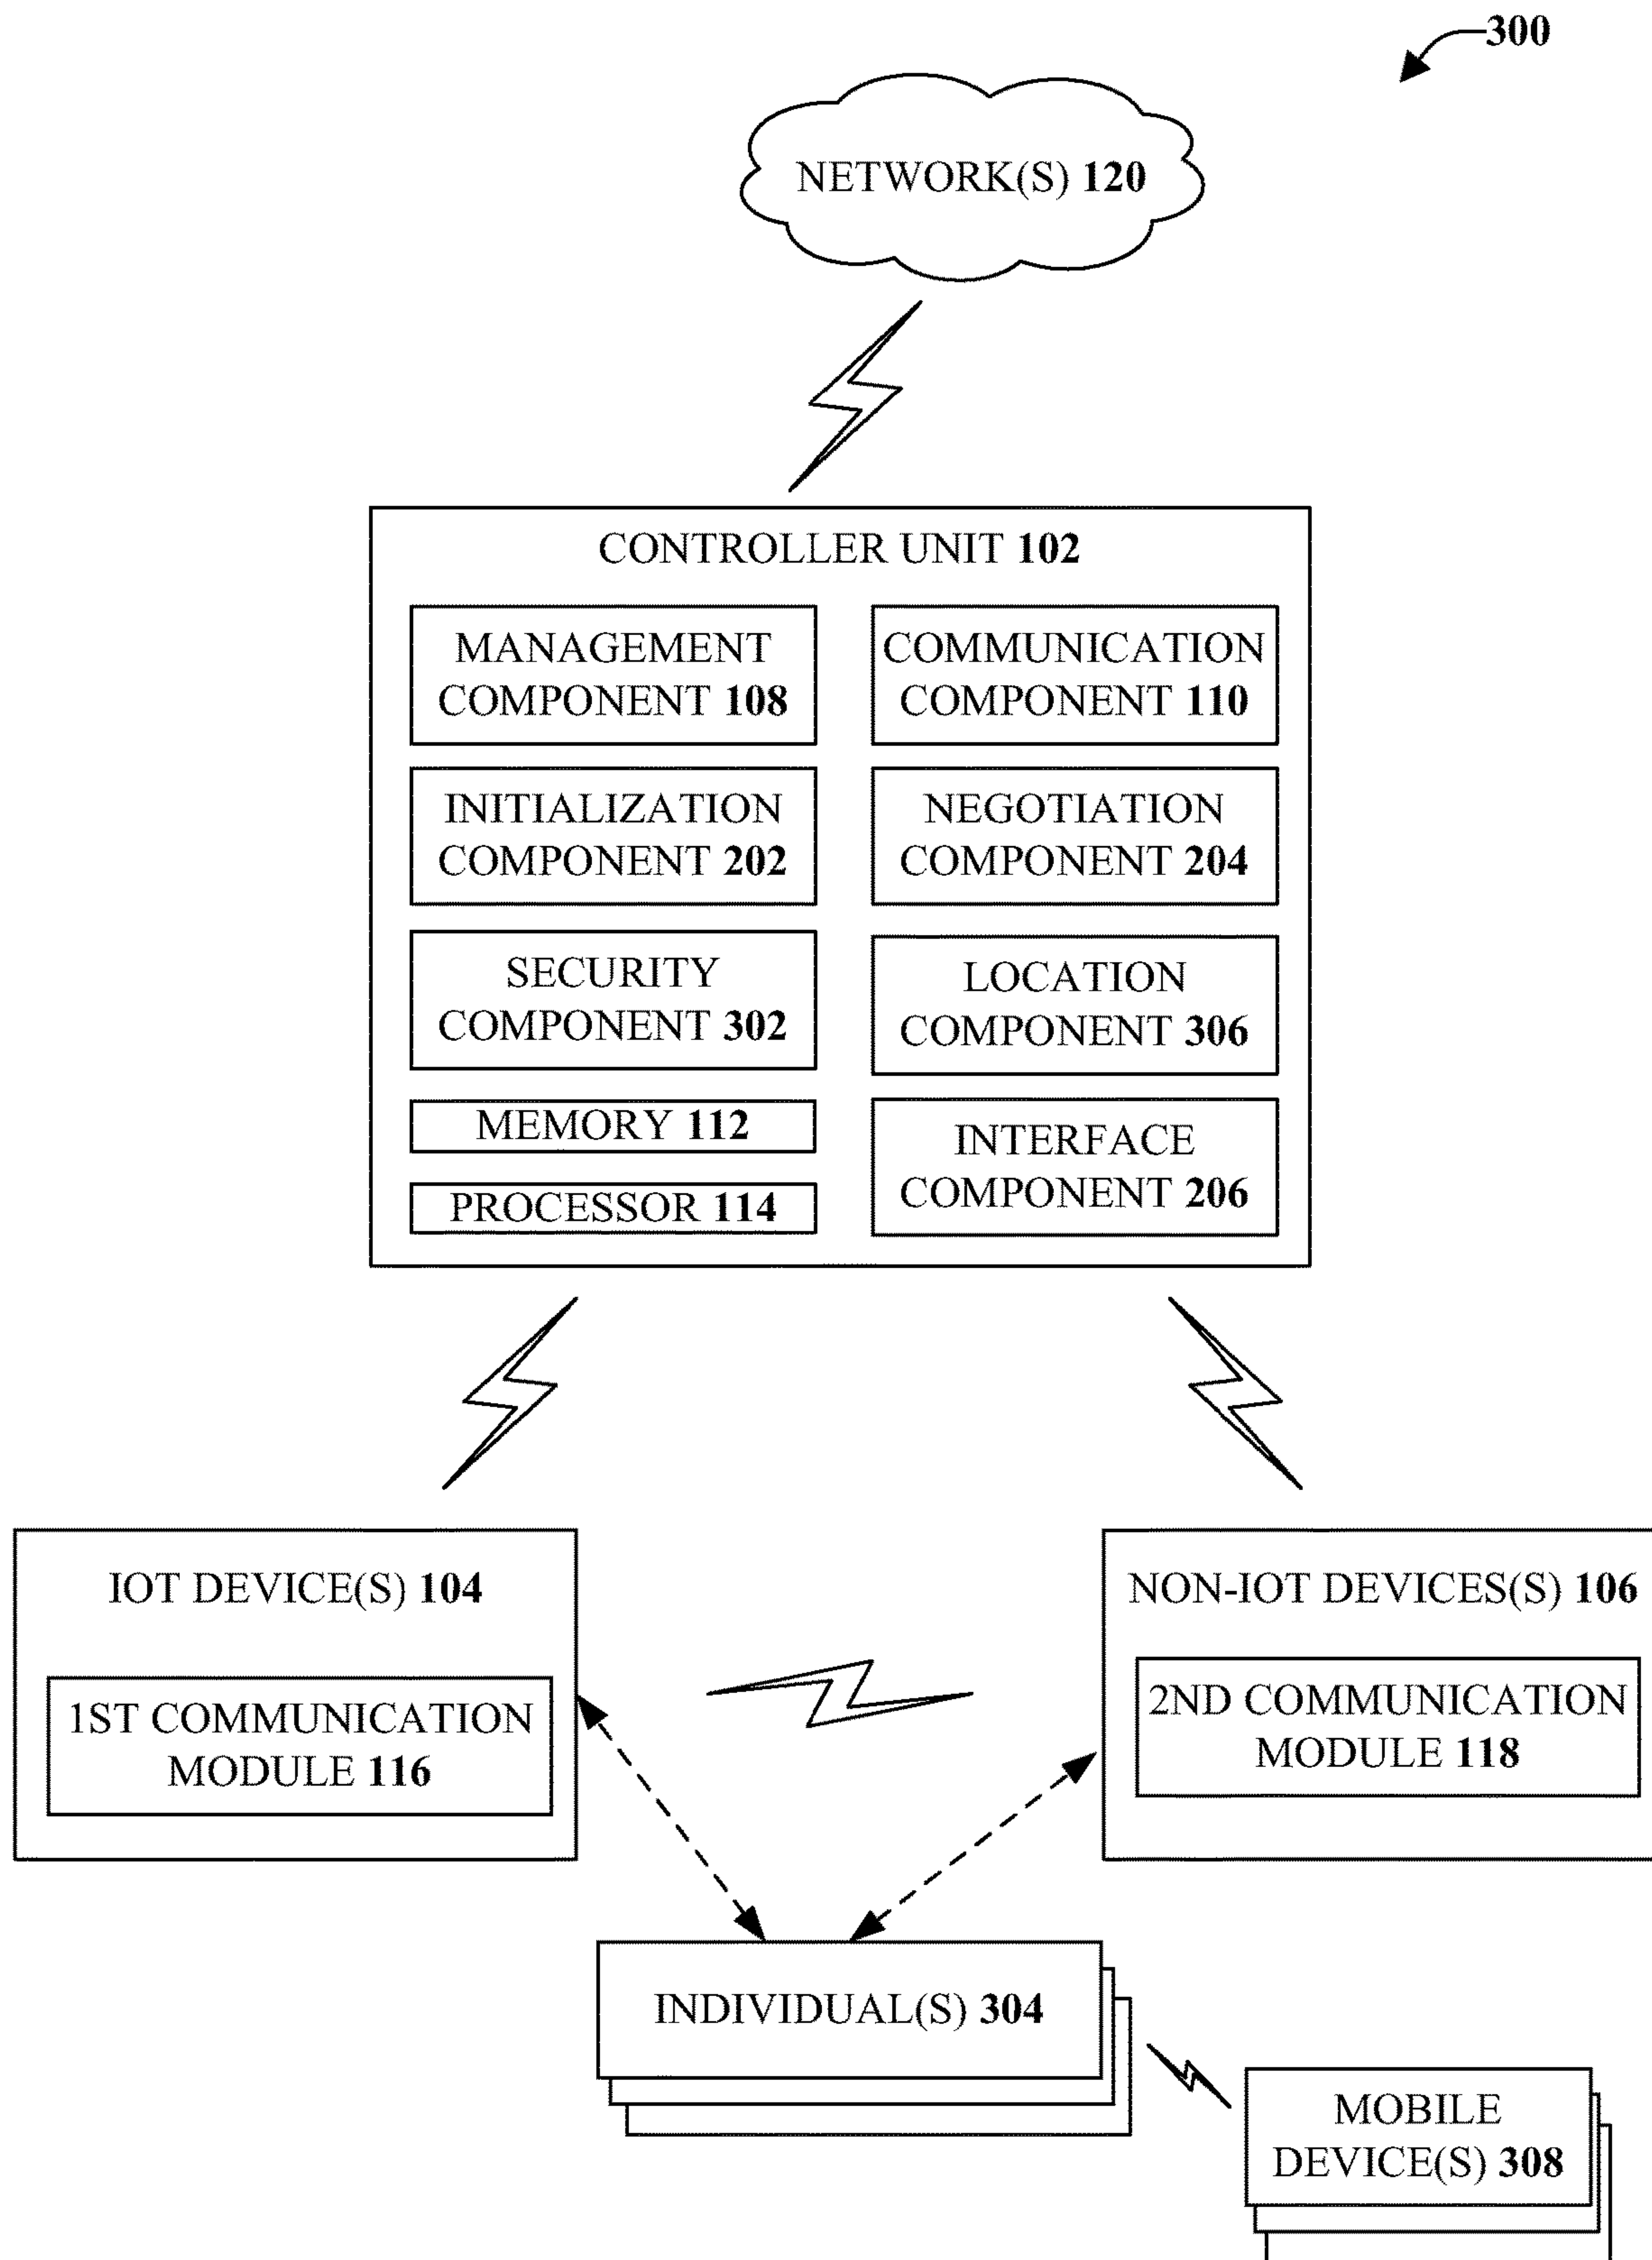 300
NETWORK(S) 120
CONTROLLER UNIT 102
MANAGEMENT
COMPONENT 108
COMMUNICATION
COMPONENT 110
INITIALIZATION
COMPONENT 202
NEGOTIATION
COMPONENT 204
SECURITY
COMPONENT 302
LOCATION
COMPONENT 306
MEMORY 112
PROCESSOR 114
INTERFACE
COMPONENT 206
IOT DEVICE(S) 104
1ST COMMUNICATION
MODULE 116
NON-IOT DEVICES(S) 106
2ND COMMUNICATION
MODULE 118
INDIVIDUAL(S) 304
MOBILE
DEVICE(S) 308